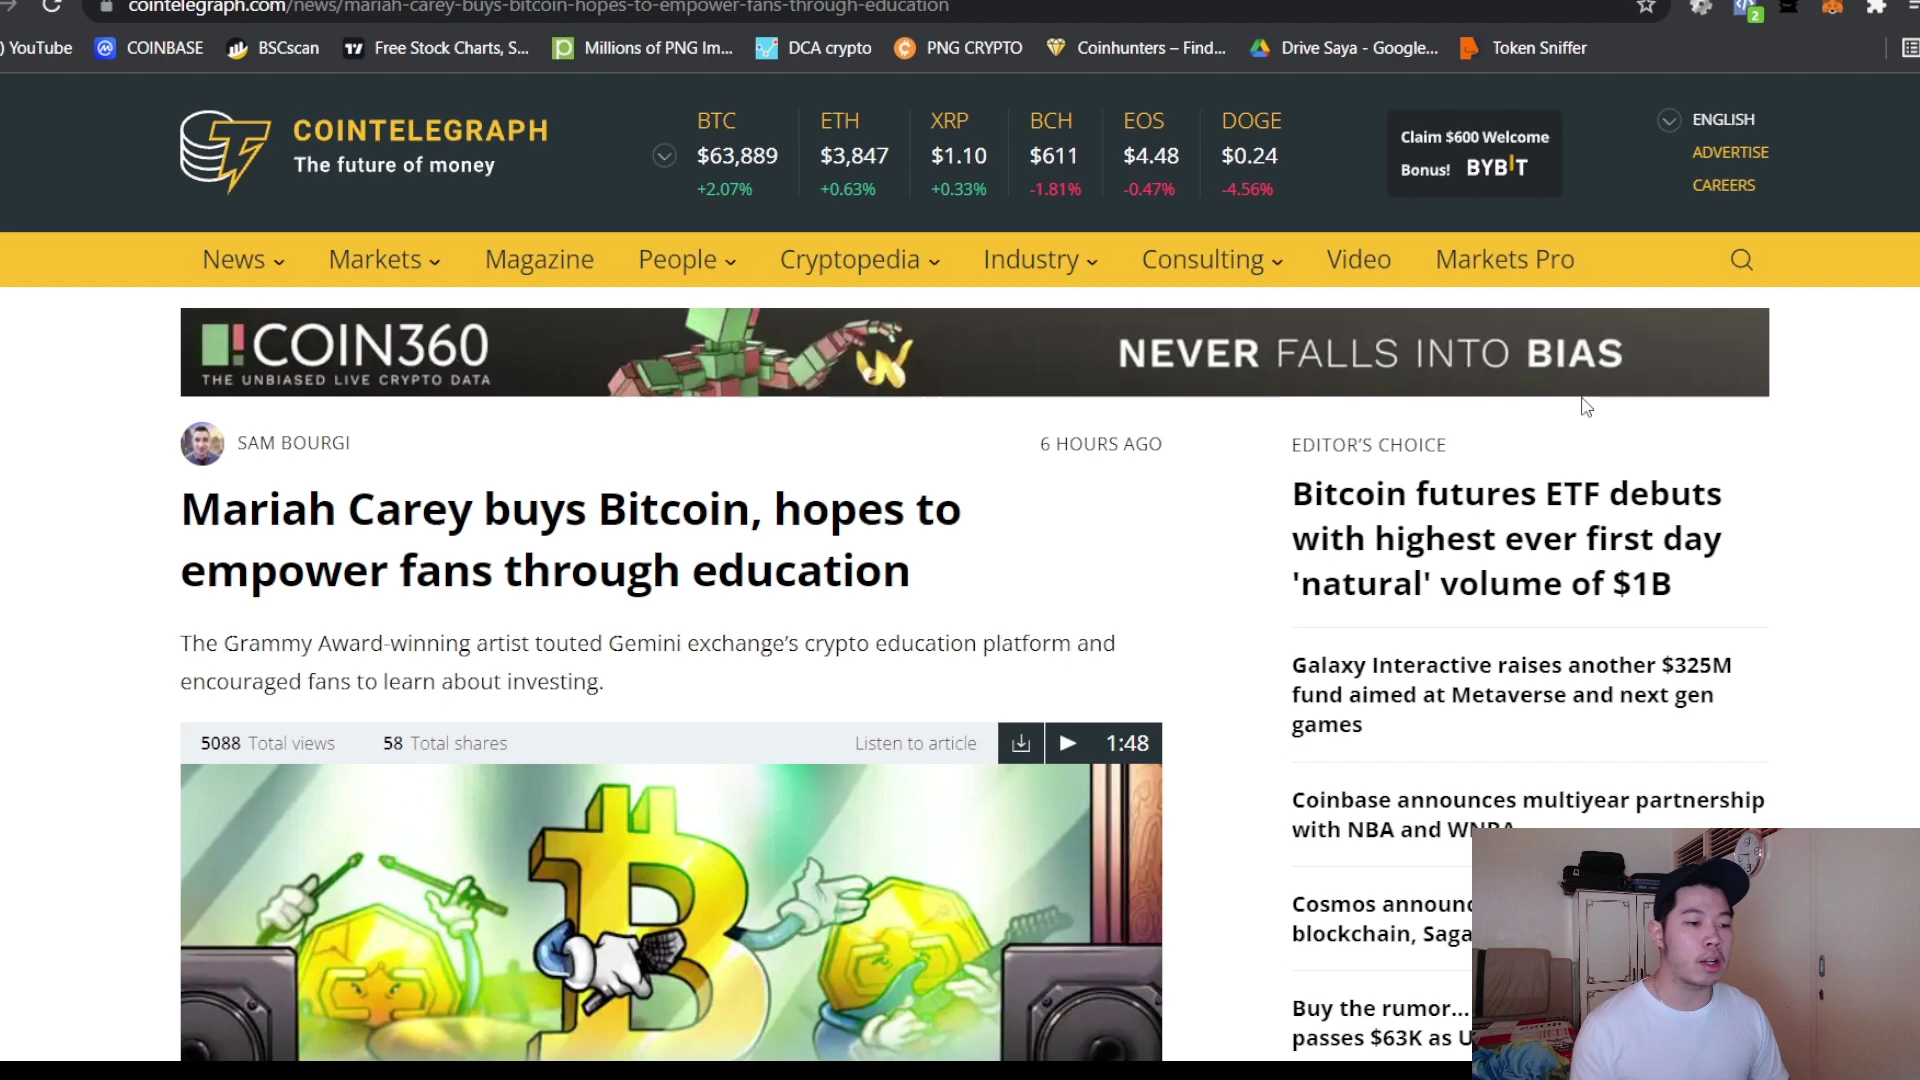 cointelegraph.com/news/mariah-carey-buys-bitcoin-hopes-to-empower-fans-through-education
2
) YouTube COINBASE BSCscan Free Stock Charts, S... Millions of PNG Im... DCA crypto PNG CRYPTO Coinhunters – Find... Drive Saya - Google... Token Sniffer
COINTELEGRAPH
The future of money
BTC ETH XRP BCH EOS DOGE
$63,889 $3,847 $1.10 $611 $4.48 $0.24
+2.07% +0.63% +0.33% -1.81% -0.47% -4.56%
Claim $600 Welcome
Bonus! BYBIT
ENGLISH
ADVERTISE
CAREERS
News Markets Magazine People Cryptopedia Industry Consulting Video Markets Pro
COIN360
THE UNBIASED LIVE CRYPTO DATA
NEVER FALLS INTO BIAS
SAM BOURGI 6 HOURS AGO
Mariah Carey buys Bitcoin, hopes to
empower fans through education
The Grammy Award-winning artist touted Gemini exchange's crypto education platform and
encouraged fans to learn about investing.
5088 Total views 58 Total shares Listen to article 1:48
EDITOR'S CHOICE
Bitcoin futures ETF debuts
with highest ever first day
'natural' volume of $1B
Galaxy Interactive raises another $325M
fund aimed at Metaverse and next gen
games
Coinbase announces multiyear partnership
with NBA and WNBA
Cosmos announc
blockchain, Saga
Buy the rumor...
passes $63K as U